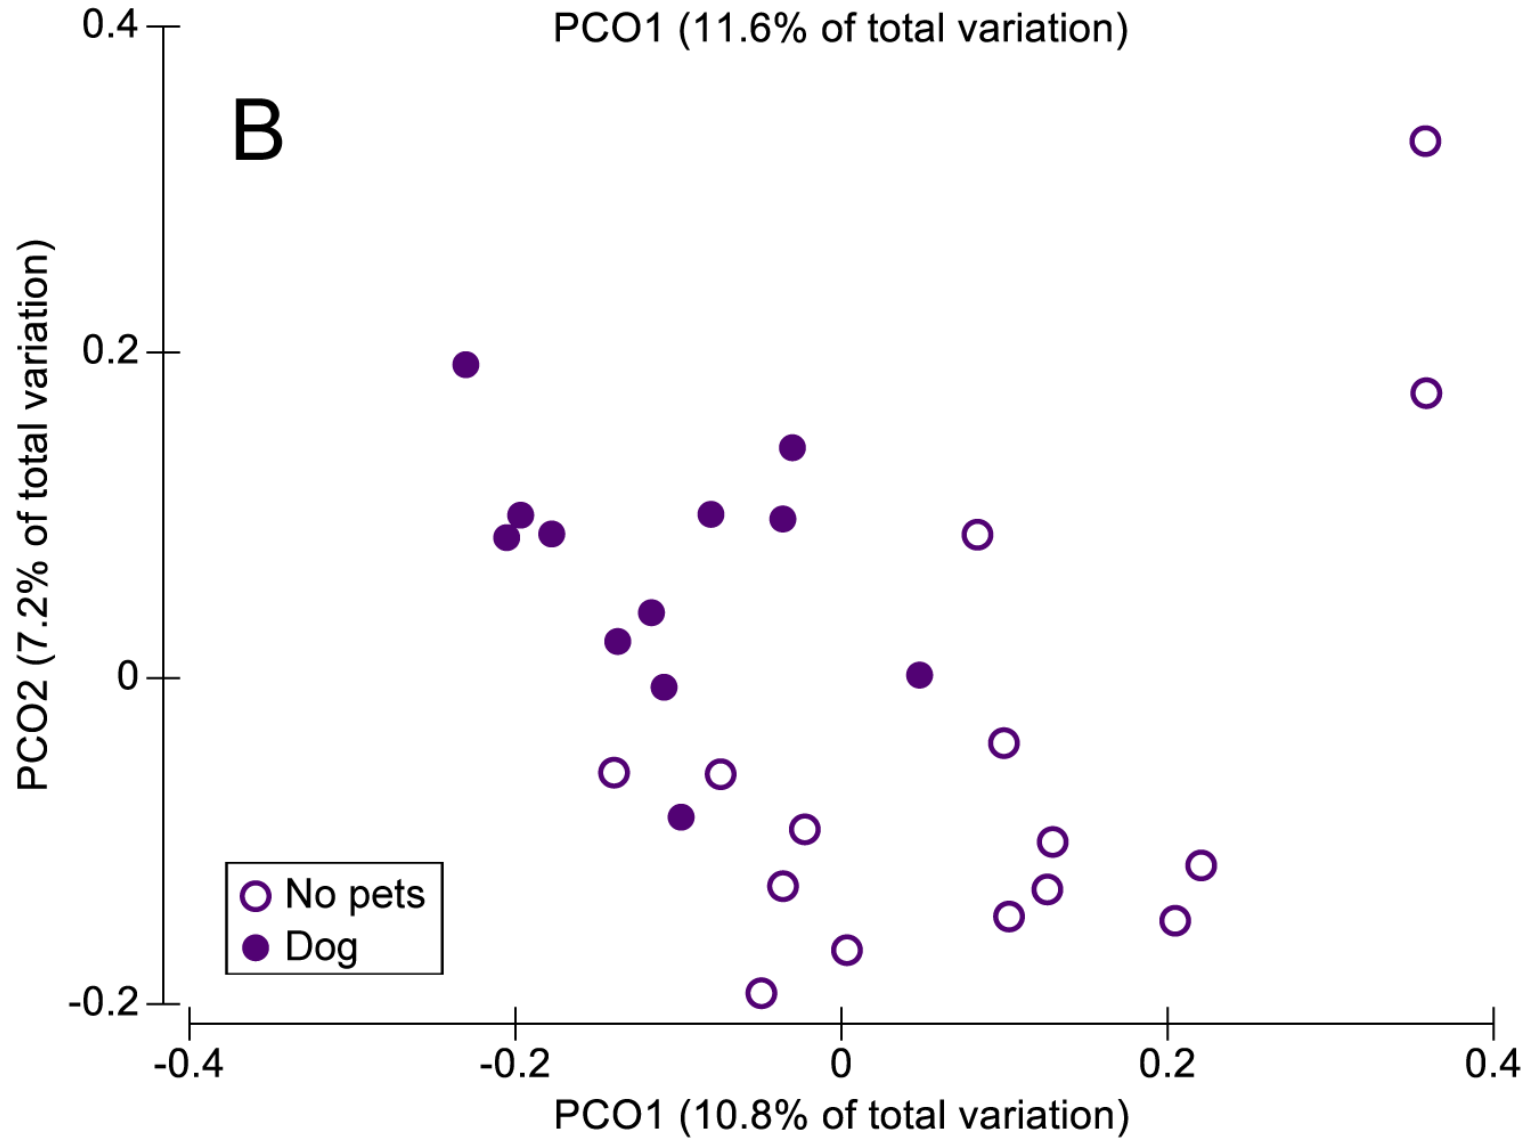 PCO1 (11.6% of total variation)
B
0.4
0.2
0
-0.2
PCO2 (7.2% of total variation)
No pets
Dog
-0.4
-0.2
0
0.2
0.4
PCO1 (10.8% of total variation)